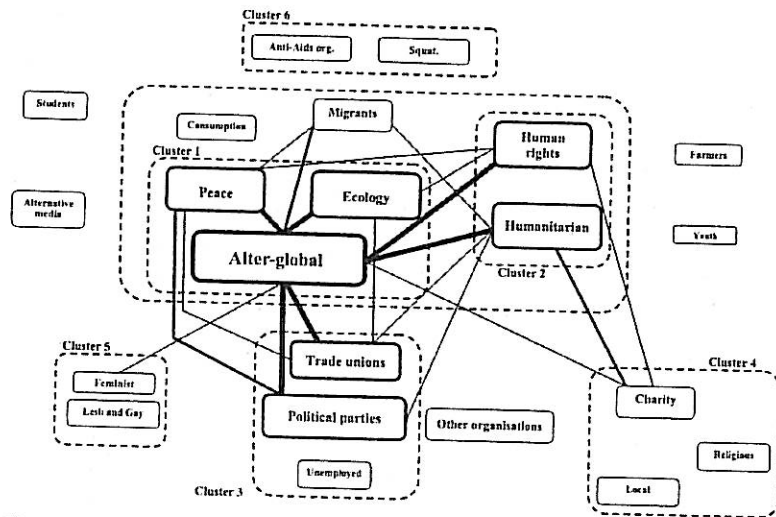 Cluster 6
Anti-Aids org.
Squat.
Students
Migrants
Consumption
Human
rights
Cluster 1
Farmers
Peace
Ecology
Alternative
media
Humanitarian
Youth
Alter-global
Cluster 2
Cluster 5
Trade unions
Cluster 4
Feminist
Lesb and Gay
Charity
Political parties
Other organisations
Religious
Unemployed
Cluster 3
Local